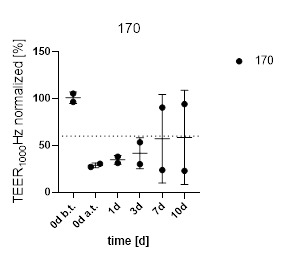 170
TEER1000Hz normalized [%]
150
100
50
0
170
0d b.t.
0d a.t.
1d
3d
7d
10d
time [d]